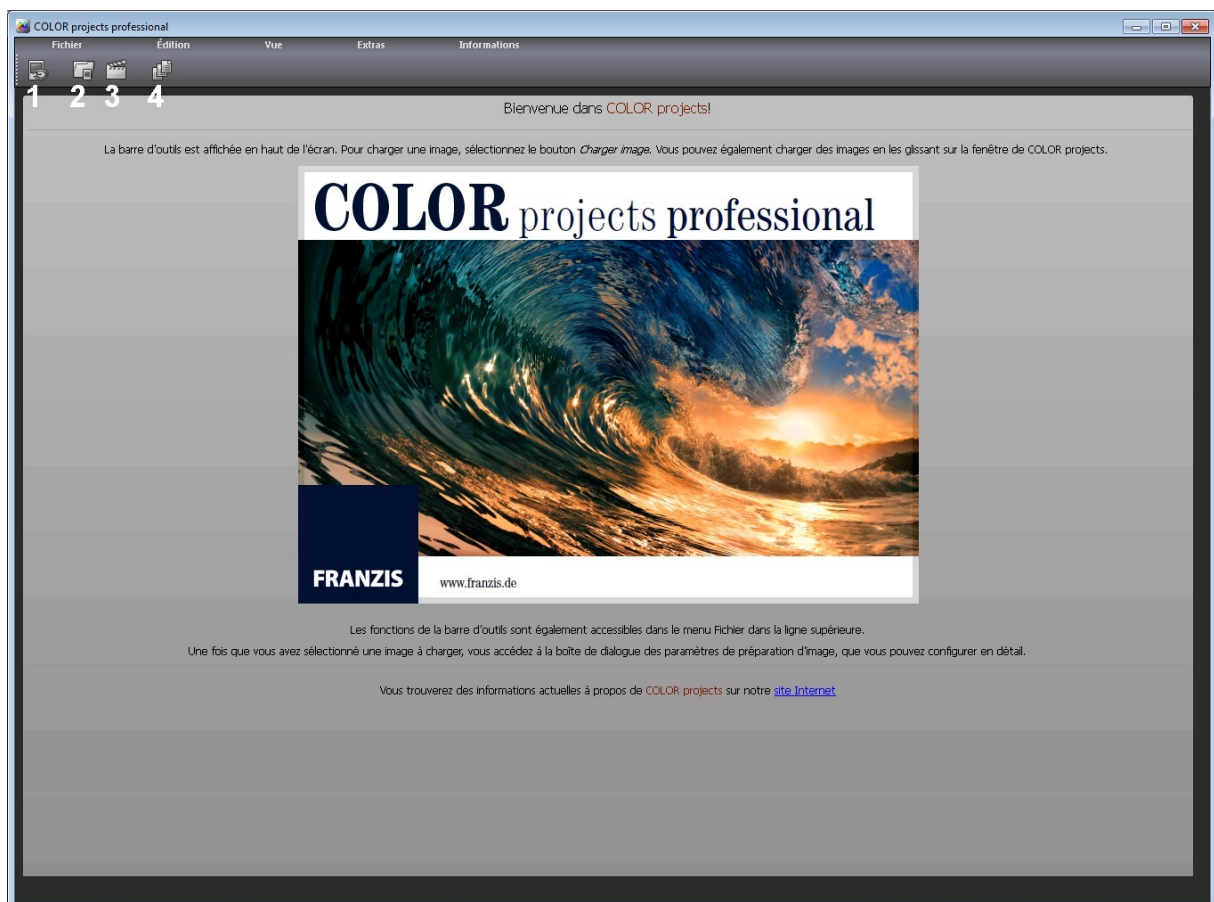 COLOR projects professional
Fichier Édition Vue Extras Informations
1 2 3 4
Bienvenue dans COLOR projects!
La barre d'outils est affichée en haut de l'écran. Pour charger une image, sélectionnez le bouton Charger image. Vous pouvez également charger des images en les glissant sur la fenêtre de COLOR projects.
COLOR projects professional
FRANZIS www.franzis.de
Les fonctions de la barre d'outils sont également accessibles dans le menu Fichier dans la ligne supérieure.
Une fois que vous avez sélectionné une image à charger, vous accédez à la boîte de dialogue des paramètres de préparation d'image, que vous pouvez configurer en détail.
Vous trouverez des informations actuelles à propos de COLOR projects sur notre site Internet